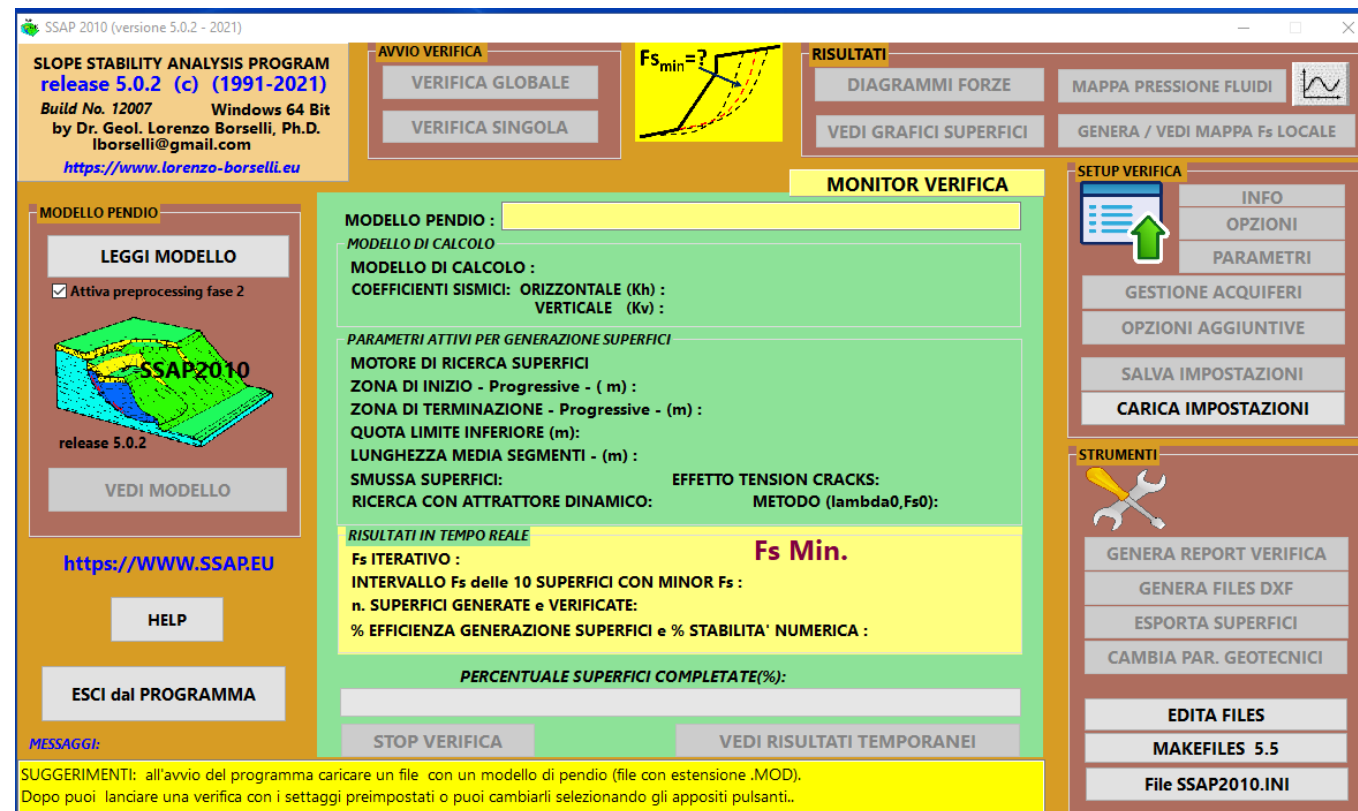 SSAP 2010 (versione 5.0.2 - 2021)
SLOPE STABILITY ANALYSIS PROGRAM
release 5.0.2 (c) (1991-2021)
Build No. 12007 Windows 64 Bit
by Dr. Geol. Lorenzo Borselli, Ph.D.
lborselli@gmail.com
https://www.lorenzo-borselli.eu
AVVIO VERIFICA
VERIFICA GLOBALE
VERIFICA SINGOLA
Fsmin=?
RISULTATI
DIAGRAMMI FORZE
MAPPA PRESSIONE FLUIDI
VEDI GRAFICI SUPERFICI
GENERA / VEDI MAPPA Fs LOCALE
MODELLO PENDIO
LEGGI MODELLO
Attiva preprocessing fase 2
SSAP2010
release 5.0.2
VEDI MODELLO
https://WWW.SSAP.EU
HELP
ESCI dal PROGRAMMA
MESSAGGI:
MONITOR VERIFICA
MODELLO PENDIO :
MODELLO DI CALCOLO
MODELLO DI CALCOLO :
COEFFICIENTI SISMICI: ORIZZONTALE (Kh) :
VERTICALE (Kv) :
PARAMETRI ATTIVI PER GENERAZIONE SUPERFICI
MOTORE DI RICERCA SUPERFICI
ZONA DI INIZIO - Progressive - ( m) :
ZONA DI TERMINAZIONE - Progressive - (m) :
QUOTA LIMITE INFERIORE (m):
LUNGHEZZA MEDIA SEGMENTI - (m) :
SMUSSA SUPERFICI: EFFETTO TENSION CRACKS:
RICERCA CON ATTRATTORE DINAMICO: METODO (lambda0,Fs0):
RISULTATI IN TEMPO REALE
Fs Min.
Fs ITERATIVO :
INTERVALLO Fs delle 10 SUPERFICI CON MINOR Fs :
n. SUPERFICI GENERATE e VERIFICATE:
% EFFICIENZA GENERAZIONE SUPERFICI e % STABILITA' NUMERICA :
PERCENTUALE SUPERFICI COMPLETATE(%):
STOP VERIFICA
VEDI RISULTATI TEMPORANEI
SETUP VERIFICA
INFO
OPZIONI
PARAMETRI
GESTIONE ACQUIFERI
OPZIONI AGGIUNTIVE
SALVA IMPOSTAZIONI
CARICA IMPOSTAZIONI
STRUMENTI
GENERA REPORT VERIFICA
GENERA FILES DXF
ESPORTA SUPERFICI
CAMBIA PAR. GEOTECNICI
EDITA FILES
MAKEFILES 5.5
File SSAP2010.INI
SUGGERIMENTI: all'avvio del programma caricare un file con un modello di pendio (file con estensione .MOD).
Dopo puoi lanciare una verifica con i settaggi preimpostati o puoi cambiarli selezionando gli appositi pulsanti..